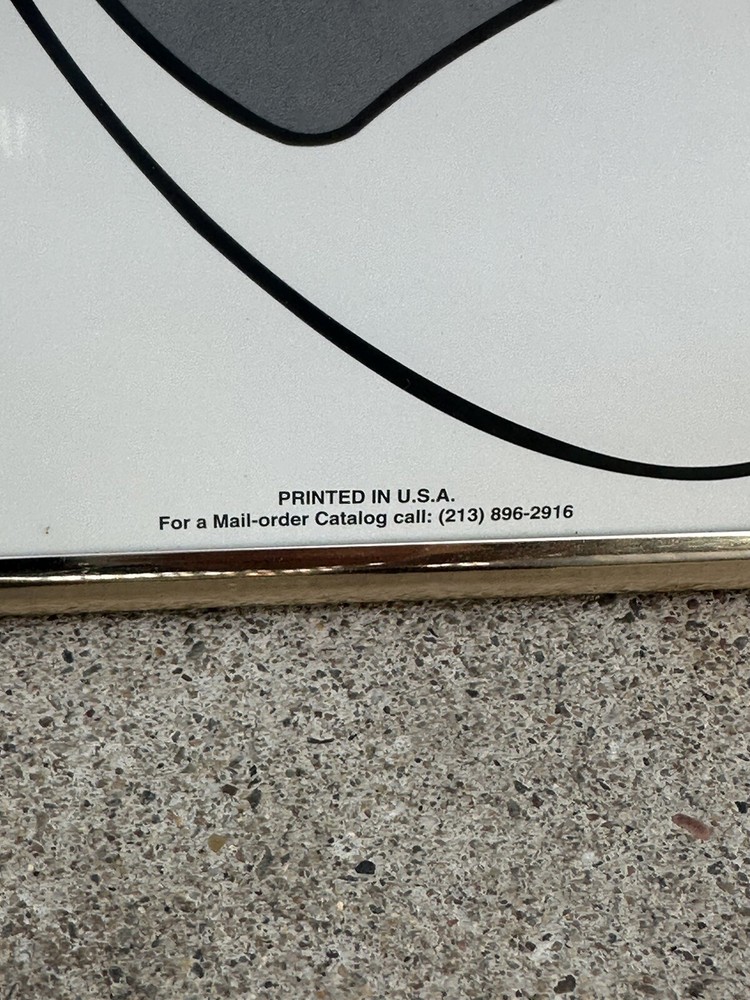 PRINTED IN U.S.A.
For a Mail-order Catalog call: (213) 896-2916